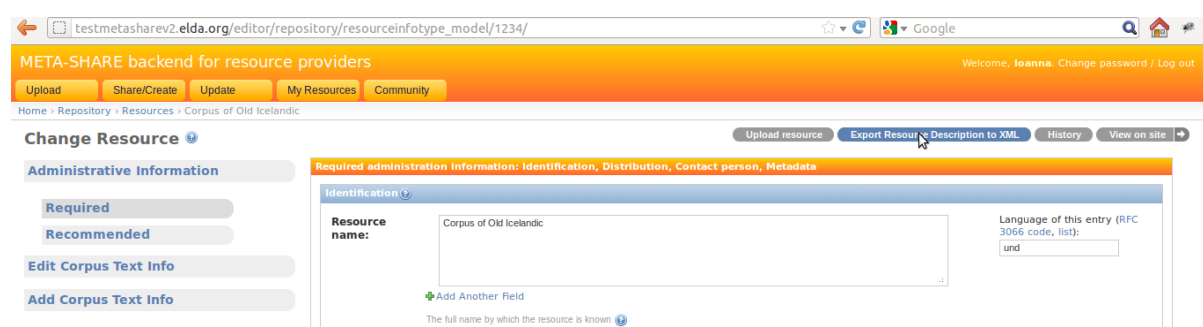 testmetasharev2.elda.org/editor/repository/resourceinfotype_model/1234/ Google
META-SHARE backend for resource providers Welcome, Ioanna. Change password / Log out
Upload Share/Create Update My Resources Community
Home › Repository › Resources › Corpus of Old Icelandic
Change Resource Upload resource Export Resource Description to XML History View on site
Administrative Information
Required
Recommended
Edit Corpus Text Info
Add Corpus Text Info
Required administration information: Identification, Distribution, Contact person, Metadata
Identification
Resource
name:
Corpus of Old Icelandic
Language of this entry (RFC
3066 code, list):
und
Add Another Field
The full name by which the resource is known